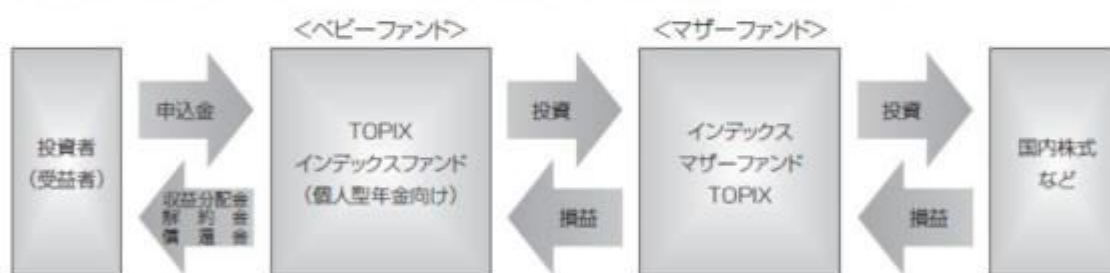 <ベビーファンド>
<マザーファンド>
投資者
(受益者)
申込金
収益分配金
解約金
償還金
TOPIX
インデックスファンド
(個人型年金向け)
投資
損益
インデックス
マザーファンド
TOPIX
投資
損益
国内株式
など